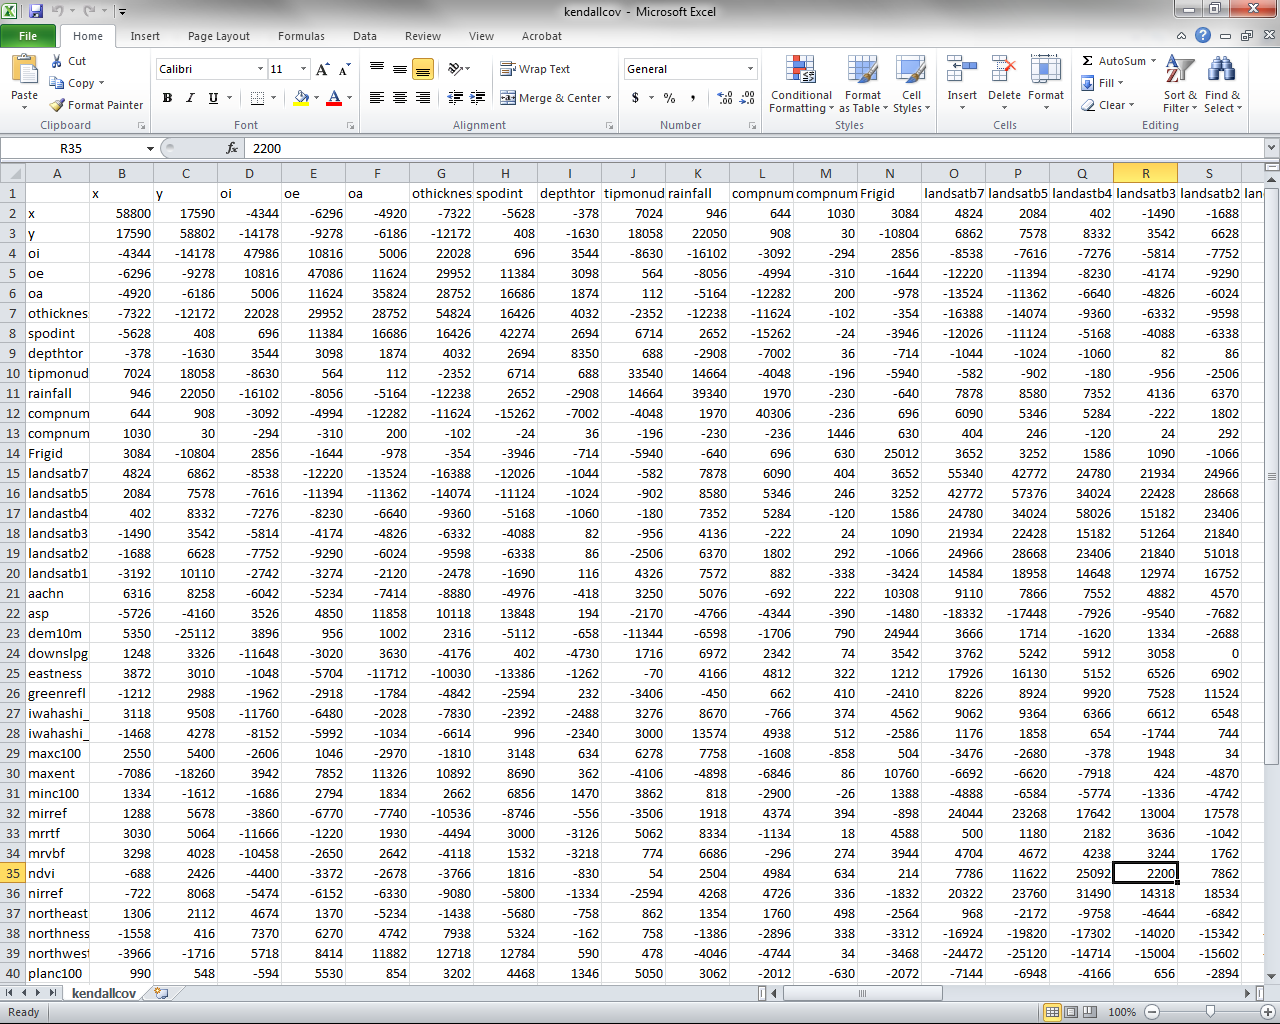 kendallcov - Microsoft Excel
File Home Insert Page Layout Formulas Data Review View Acrobat
Paste Cut Copy Format Painter Clipboard
Calibri 11 B I U A Font
Wrap Text Merge & Center Alignment
General $ % , Number
Conditional Formatting Format as Table Cell Styles Styles
Insert Delete Format Cells
Σ AutoSum Fill Clear Sort & Filter Find & Select Editing
R35 fx 2200
A B C D E F G H I J K L M N O P Q R S
1 x y oi oe oa othicknes spodint depthtor tipmonud rainfall compnum compnum Frigid landsatb7 landsatb5 landastb4 landsatb3 landsatb2 lan
2 x 58800 17590 -4344 -6296 -4920 -7322 -5628 -378 7024 946 644 1030 3084 4824 2084 402 -1490 -1688
3 y 17590 58802 -14178 -9278 -6186 -12172 408 -1630 18058 22050 908 30 -10804 6862 7578 8332 3542 6628
4 oi -4344 -14178 47986 10816 5006 22028 696 3544 -8630 -16102 -3092 -294 2856 -8538 -7616 -7276 -5814 -7752
5 oe -6296 -9278 10816 47086 11624 29952 11384 3098 564 -8056 -4994 -310 -1644 -12220 -11394 -8230 -4174 -9290
6 oa -4920 -6186 5006 11624 35824 28752 16686 1874 112 -5164 -12282 200 -978 -13524 -11362 -6640 -4826 -6024
7 othicknes -7322 -12172 22028 29952 28752 54824 16426 4032 -2352 -12238 -11624 -102 -354 -16388 -14074 -9360 -6332 -9598
8 spodint -5628 408 696 11384 16686 16426 42274 2694 6714 2652 -15262 -24 -3946 -12026 -11124 -5168 -4088 -6338
9 depthtor -378 -1630 3544 3098 1874 4032 2694 8350 688 -2908 -7002 36 -714 -1044 -1024 -1060 82 86
10 tipmonud 7024 18058 -8630 564 112 -2352 6714 688 33540 14664 -4048 -196 -5940 -582 -902 -180 -956 -2506
11 rainfall 946 22050 -16102 -8056 -5164 -12238 2652 -2908 14664 39340 1970 -230 -640 7878 8580 7352 4136 6370
12 compnum 644 908 -3092 -4994 -12282 -11624 -15262 -7002 -4048 1970 40306 -236 696 6090 5346 5284 -222 1802
13 compnum 1030 30 -294 -310 200 -102 -24 36 -196 -230 -236 1446 630 404 246 -120 24 292
14 Frigid 3084 -10804 2856 -1644 -978 -354 -3946 -714 -5940 -640 696 630 25012 3652 3252 1586 1090 -1066
15 landsatb7 4824 6862 -8538 -12220 -13524 -16388 -12026 -1044 -582 7878 6090 404 3652 55340 42772 24780 21934 24966
16 landsatb5 2084 7578 -7616 -11394 -11362 -14074 -11124 -1024 -902 8580 5346 246 3252 42772 57376 34024 22428 28668
17 landastb4 402 8332 -7276 -8230 -6640 -9360 -5168 -1060 -180 7352 5284 -120 1586 24780 34024 58026 15182 23406
18 landsatb3 -1490 3542 -5814 -4174 -4826 -6332 -4088 82 -956 4136 -222 24 1090 21934 22428 15182 51264 21840
19 landsatb2 -1688 6628 -7752 -9290 -6024 -9598 -6338 86 -2506 6370 1802 292 -1066 24966 28668 23406 21840 51018
20 landsatb1 -3192 10110 -2742 -3274 -2120 -2478 -1690 116 4326 7572 882 -338 -3424 14584 18958 14648 12974 16752
21 aachn 6316 8258 -6042 -5234 -7414 -8880 -4976 -418 3250 5076 -692 222 10308 9110 7866 7552 4882 4570
22 asp -5726 -4160 3526 4850 11858 10118 13848 194 -2170 -4766 -4344 -390 -1480 -18332 -17448 -7926 -9540 -7682
23 dem10m 5350 -25112 3896 956 1002 2316 -5112 -658 -11344 -6598 -1706 790 24944 3666 1714 -1620 1334 -2688
24 downslpg 1248 3326 -11648 -3020 3630 -4176 402 -4730 1716 6972 2342 74 3542 3762 5242 5912 3058 0
25 eastness 3872 3010 -1048 -5704 -11712 -10030 -13386 -1262 -70 4166 4812 322 1212 17926 16130 5152 6526 6902
26 greenrefl -1212 2988 -1962 -2918 -1784 -4842 -2594 232 -3406 -450 662 410 -2410 8226 8924 9920 7528 11524
27 iwahashi_ 3118 9508 -11760 -6480 -2028 -7830 -2392 -2488 3276 8670 -766 374 4562 9062 9364 6366 6612 6548
28 iwahashi_ -1468 4278 -8152 -5992 -1034 -6614 996 -2340 3000 13574 4938 512 -2586 1176 1858 654 -1744 744
29 maxc100 2550 5400 -2606 1046 -2970 -1810 3148 634 6278 7758 -1608 -858 504 -3476 -2680 -378 1948 34
30 maxent -7086 -18260 3942 7852 11326 10892 8690 362 -4106 -4898 -6846 86 10760 -6692 -6620 -7918 424 -4870
31 minc100 1334 -1612 -1686 2794 1834 2662 6856 1470 3862 818 -2900 -26 1388 -4888 -6584 -5774 -1336 -4742
32 mirref 1288 5678 -3860 -6770 -7740 -10536 -8746 -556 -3506 1918 4374 394 -898 24044 23268 17642 13004 17578
33 mrrtf 3030 5064 -11666 -1220 1930 -4494 3000 -3126 5062 8334 -1134 18 4588 500 1180 2182 3636 -1042
34 mrvbf 3298 4028 -10458 -2650 2642 -4118 1532 -3218 774 6686 -296 274 3944 4704 4672 4238 3244 1762
35 ndvi -688 2426 -4400 -3372 -2678 -3766 1816 -830 54 2504 4984 634 214 7786 11622 25092 2200 7862
36 nirref -722 8068 -5474 -6152 -6330 -9080 -5800 -1334 -2594 4268 4726 336 -1832 20322 23760 31490 14318 18534
37 northeast 1306 2112 4674 1370 -5234 -1438 -5680 -758 862 1354 1760 498 -2564 968 -2172 -9758 -4644 -6842
38 northness -1558 416 7370 6270 4742 7938 5324 -162 758 -1386 -2896 338 -3312 -16924 -19820 -17302 -14020 -15342
39 northwest -3966 -1716 5718 8414 11882 12718 12784 590 478 -4046 -4744 34 -3468 -24472 -25120 -14714 -15004 -15602
40 planc100 990 548 -594 5530 854 3202 4468 1346 5050 3062 -2012 -630 -2072 -7144 -6948 -4166 656 -2894
kendallcov
Ready 100%